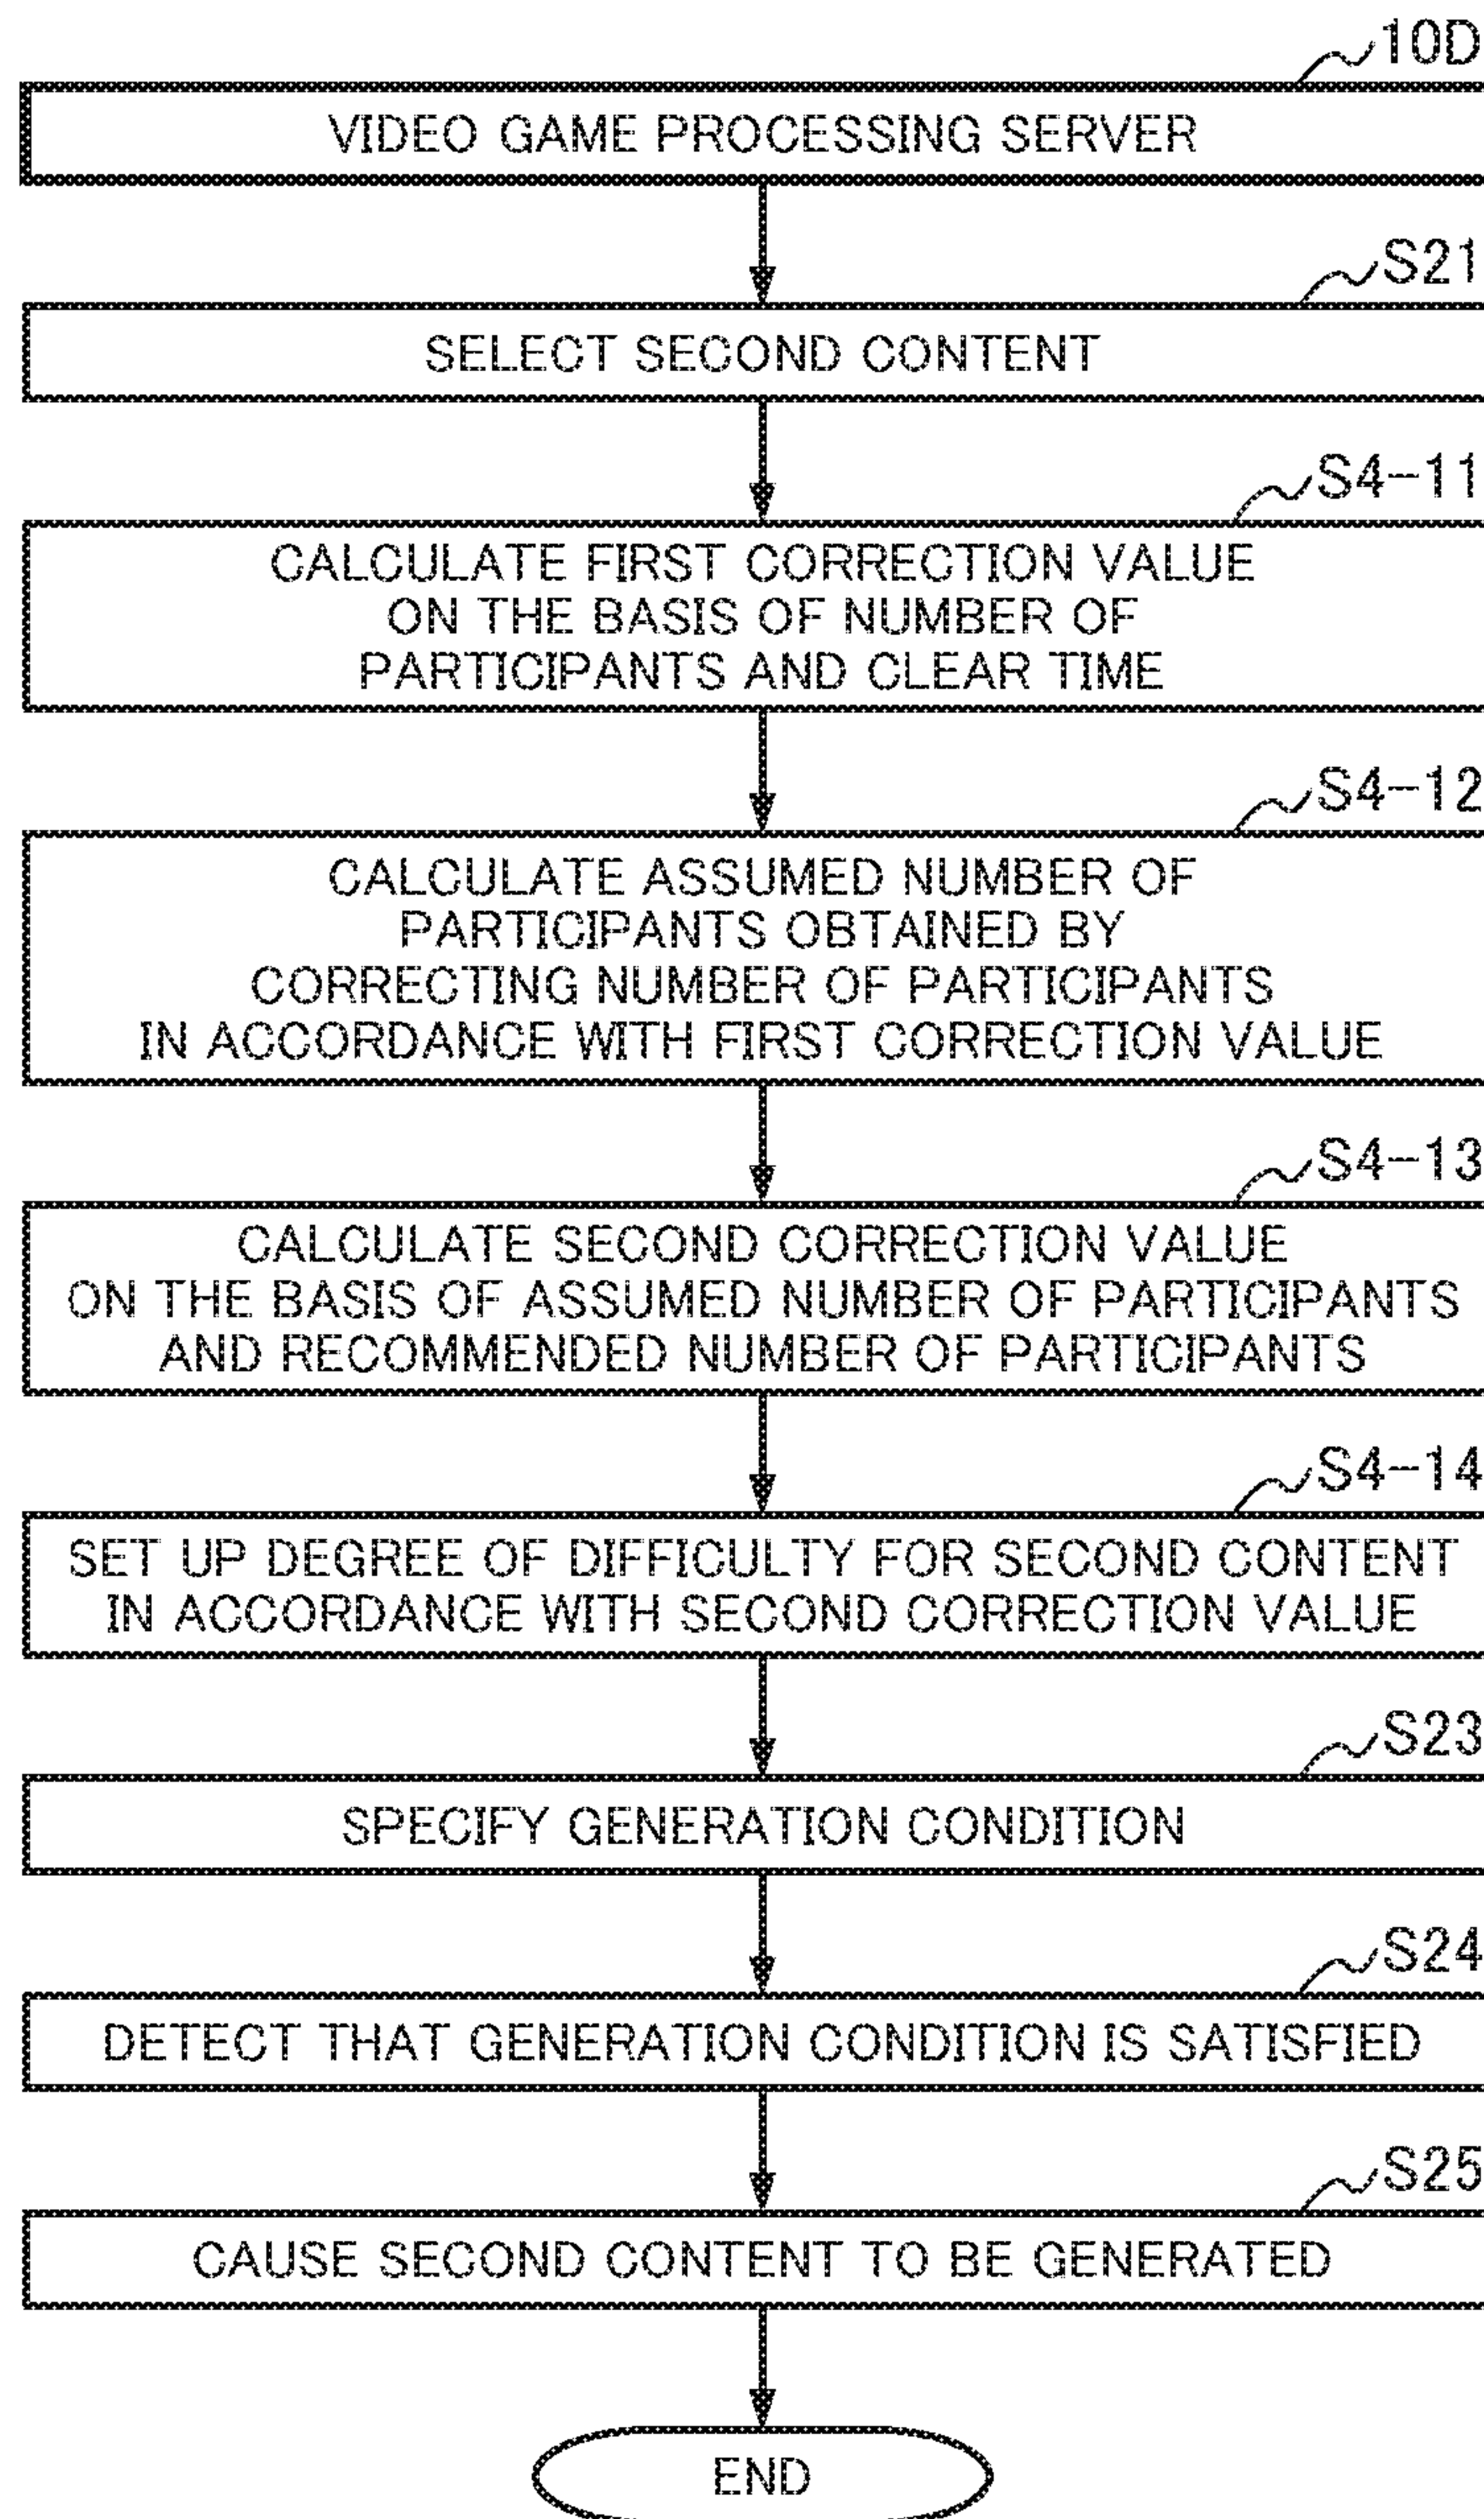 10D
VIDEO GAME PROCESSING SERVER
S21
SELECT SECOND CONTENT
S4-11
CALCULATE FIRST CORRECTION VALUE
ON THE BASIS OF NUMBER OF
PARTICIPANTS AND CLEAR TIME
S4-12
CALCULATE ASSUMED NUMBER OF
PARTICIPANTS OBTAINED BY
CORRECTING NUMBER OF PARTICIPANTS
IN ACCORDANCE WITH FIRST CORRECTION VALUE
S4-13
CALCULATE SECOND CORRECTION VALUE
ON THE BASIS OF ASSUMED NUMBER OF PARTICIPANTS
AND RECOMMENDED NUMBER OF PARTICIPANTS
S4-14
SET UP DEGREE OF DIFFICULTY FOR SECOND CONTENT
IN ACCORDANCE WITH SECOND CORRECTION VALUE
S23
SPECIFY GENERATION CONDITION
S24
DETECT THAT GENERATION CONDITION IS SATISFIED
S25
CAUSE SECOND CONTENT TO BE GENERATED
END